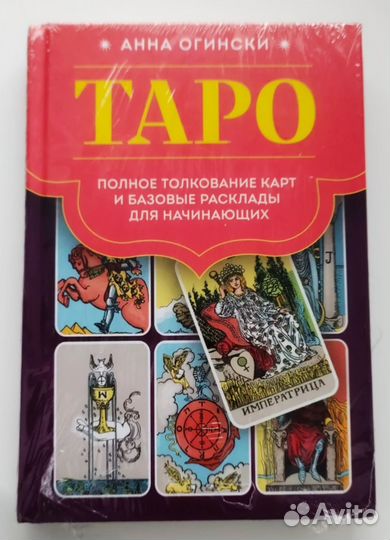 АННА ОГИНСКИ
ТАРО
ПОЛНОЕ ТОЛКОВАНИЕ КАРТ
И БАЗОВЫЕ РАСКЛАДЫ
ДЛЯ НАЧИНАЮЩИХ
J
ИМПЕРАТРИЦА
Avito